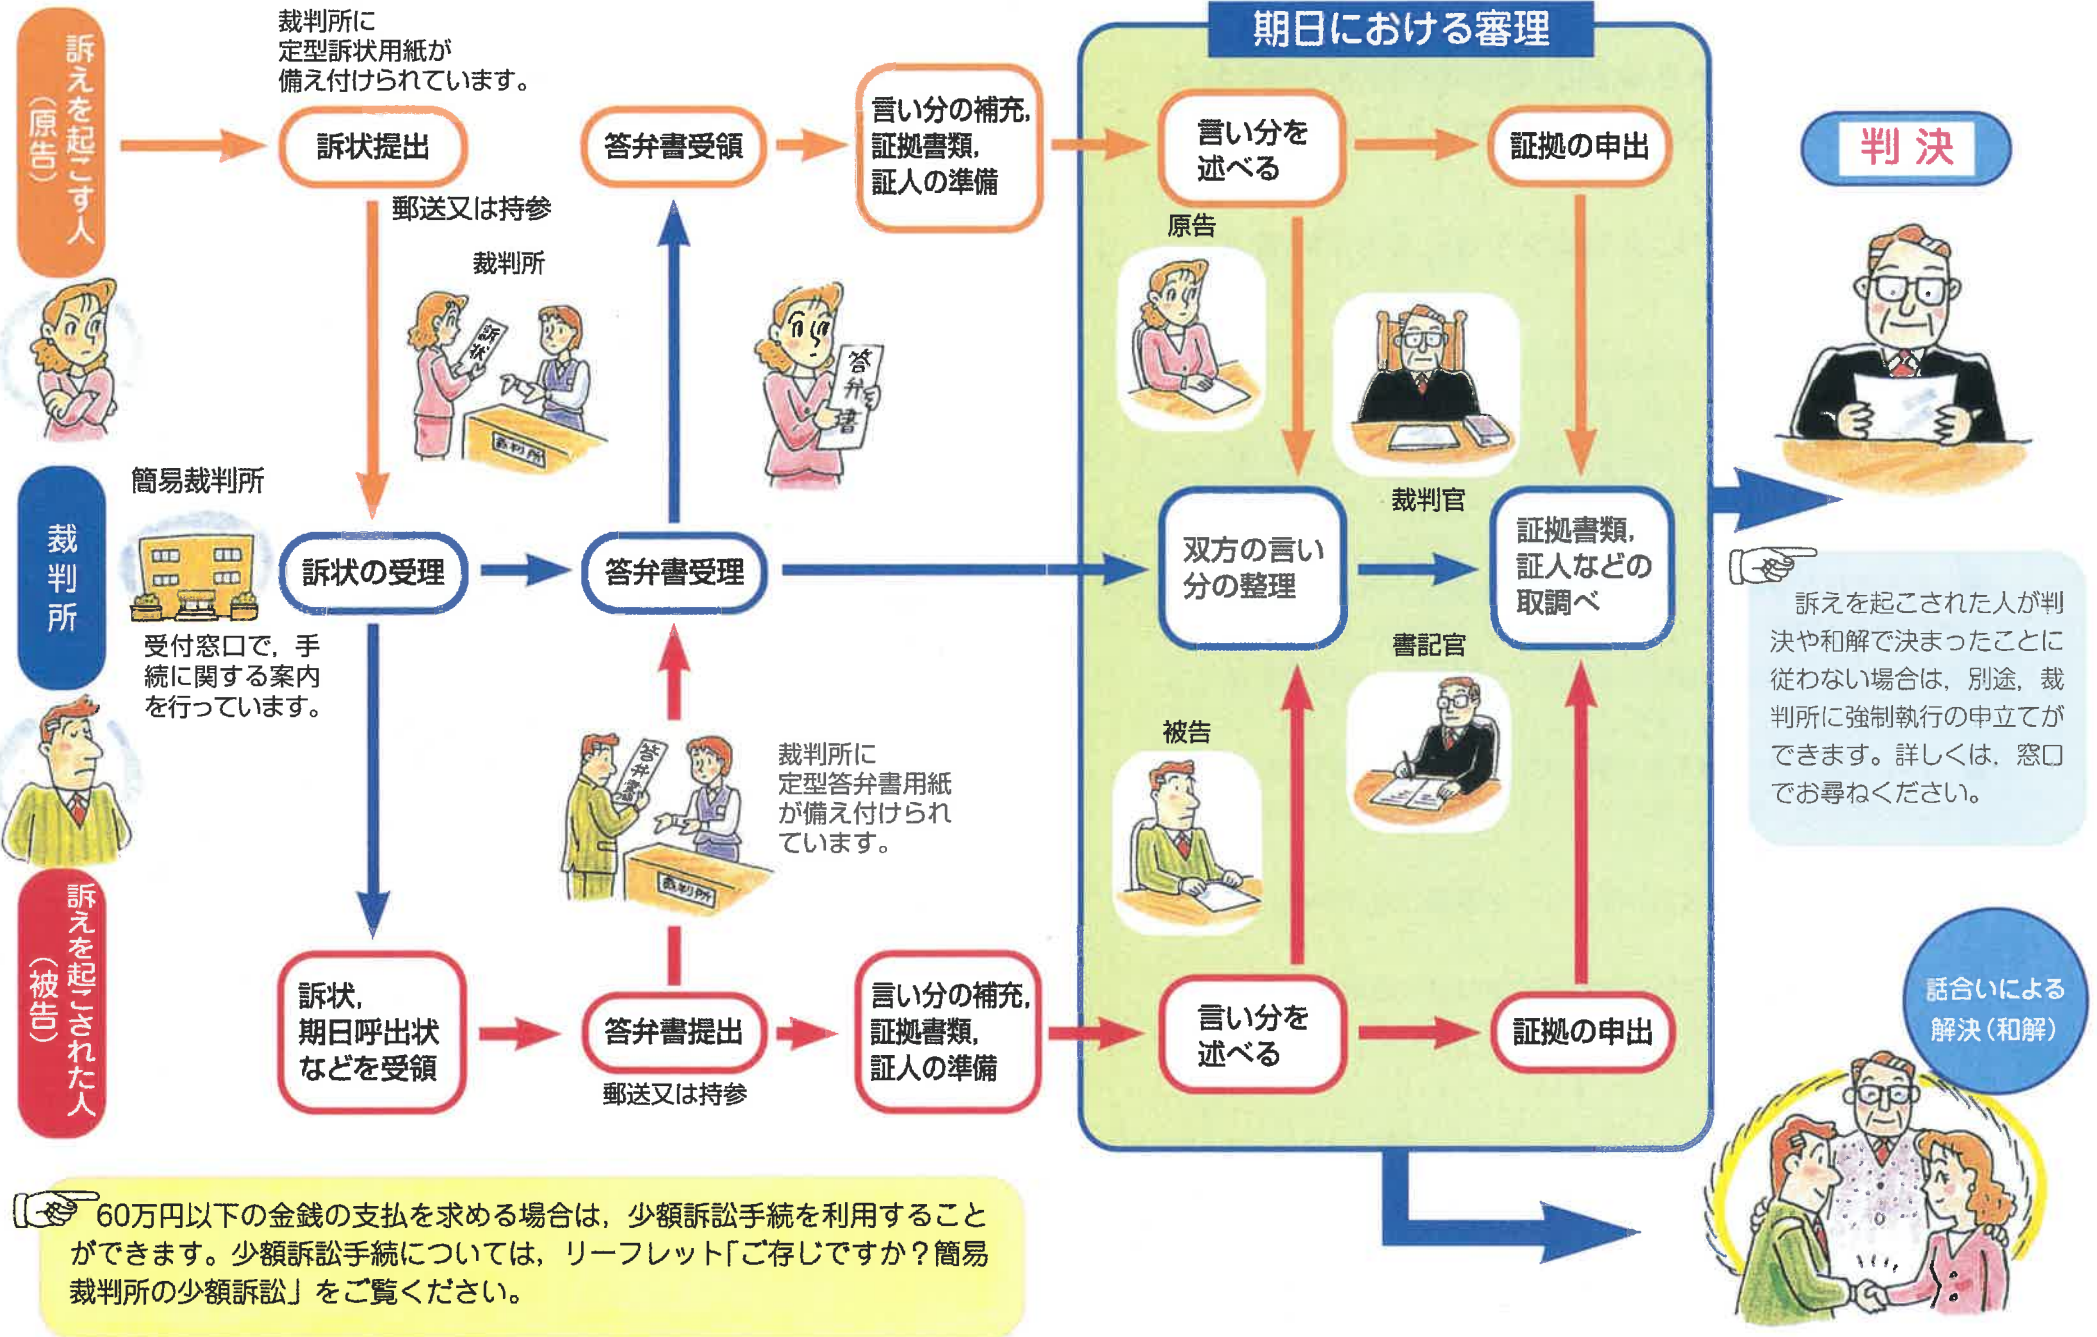 訴えを起こす人
（原告）
裁判所に
定型訴状用紙が
備え付けられています。
訴状提出
郵送又は持参
裁判所
訴状
裁判所
答弁書受領
答弁書
言い分の補充，
証拠書類，
証人の準備
期日における審理
言い分を
述べる
証拠の申出
原告
裁判官
判決
裁判所
簡易裁判所
受付窓口で，手
続に関する案内
を行っています。
訴状の受理
答弁書受理
双方の言い
分の整理
証拠書類，
証人などの
取調べ
書記官
被告
訴えを起こされた人が判
決や和解で決まったことに
従わない場合は，別途，裁
判所に強制執行の申立てが
できます。詳しくは，窓口
でお尋ねください。
訴えを起こされた人
（被告）
訴状，
期日呼出状
などを受領
答弁書
裁判所
裁判所に
定型答弁書用紙
が備え付けられ
ています。
答弁書提出
郵送又は持参
言い分の補充，
証拠書類，
証人の準備
言い分を
述べる
証拠の申出
話合いによる
解決（和解）
60万円以下の金銭の支払を求める場合は，少額訴訟手続を利用すること
ができます。少額訴訟手続については，リーフレット「ご存じですか？簡易
裁判所の少額訴訟」をご覧ください。